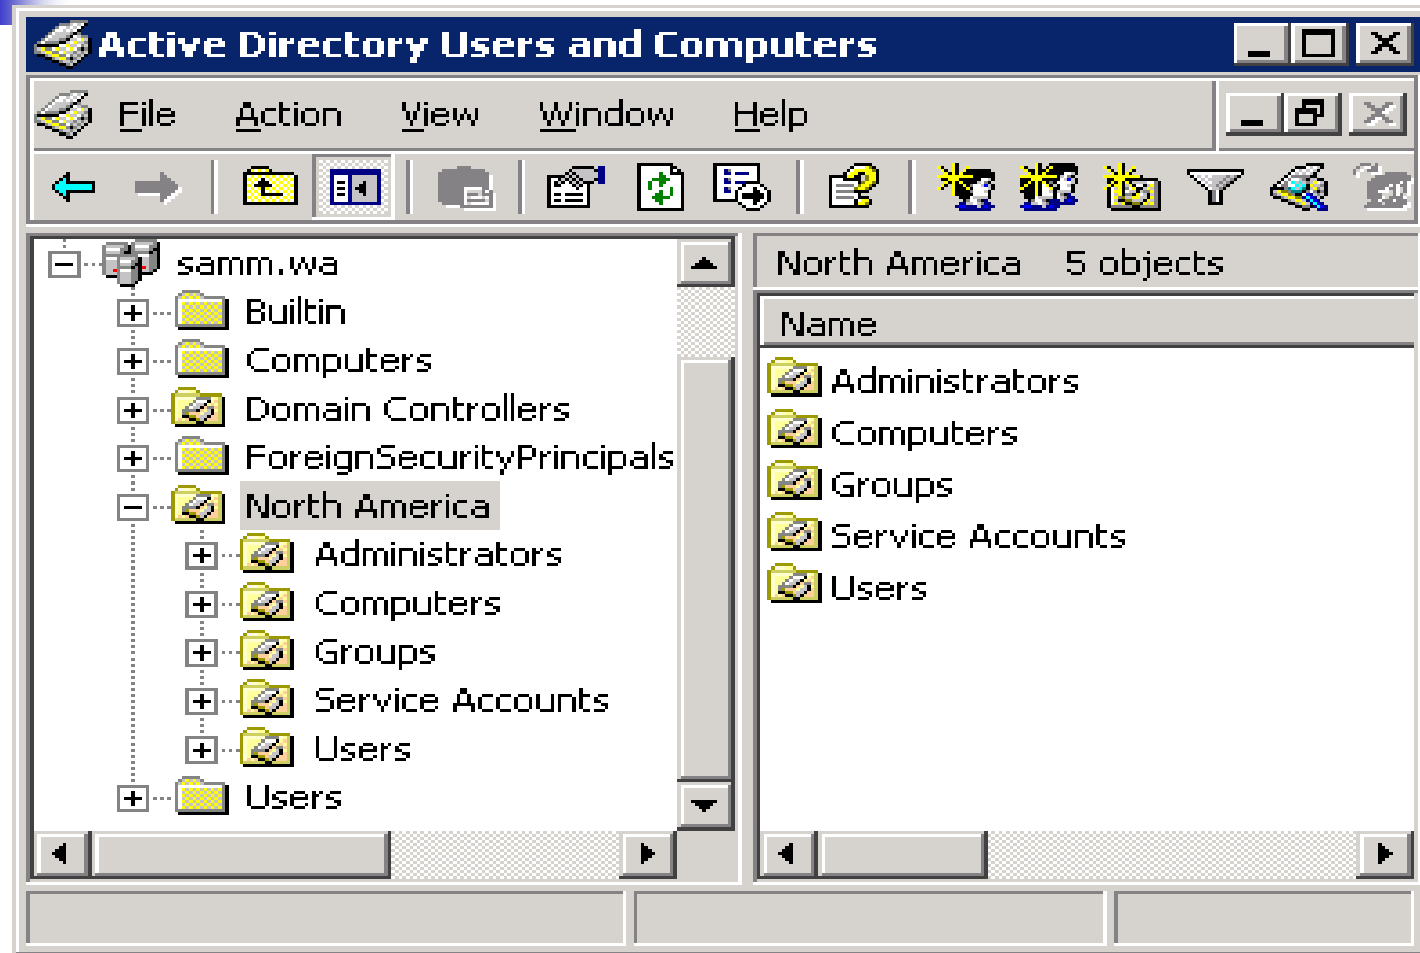 Active Directory Users and Computers
File Action View Window Help
samm.wa
Builtin
Computers
Domain Controllers
ForeignSecurityPrincipals
North America
Administrators
Computers
Groups
Service Accounts
Users
Users
North America 5 objects
Name
Administrators
Computers
Groups
Service Accounts
Users